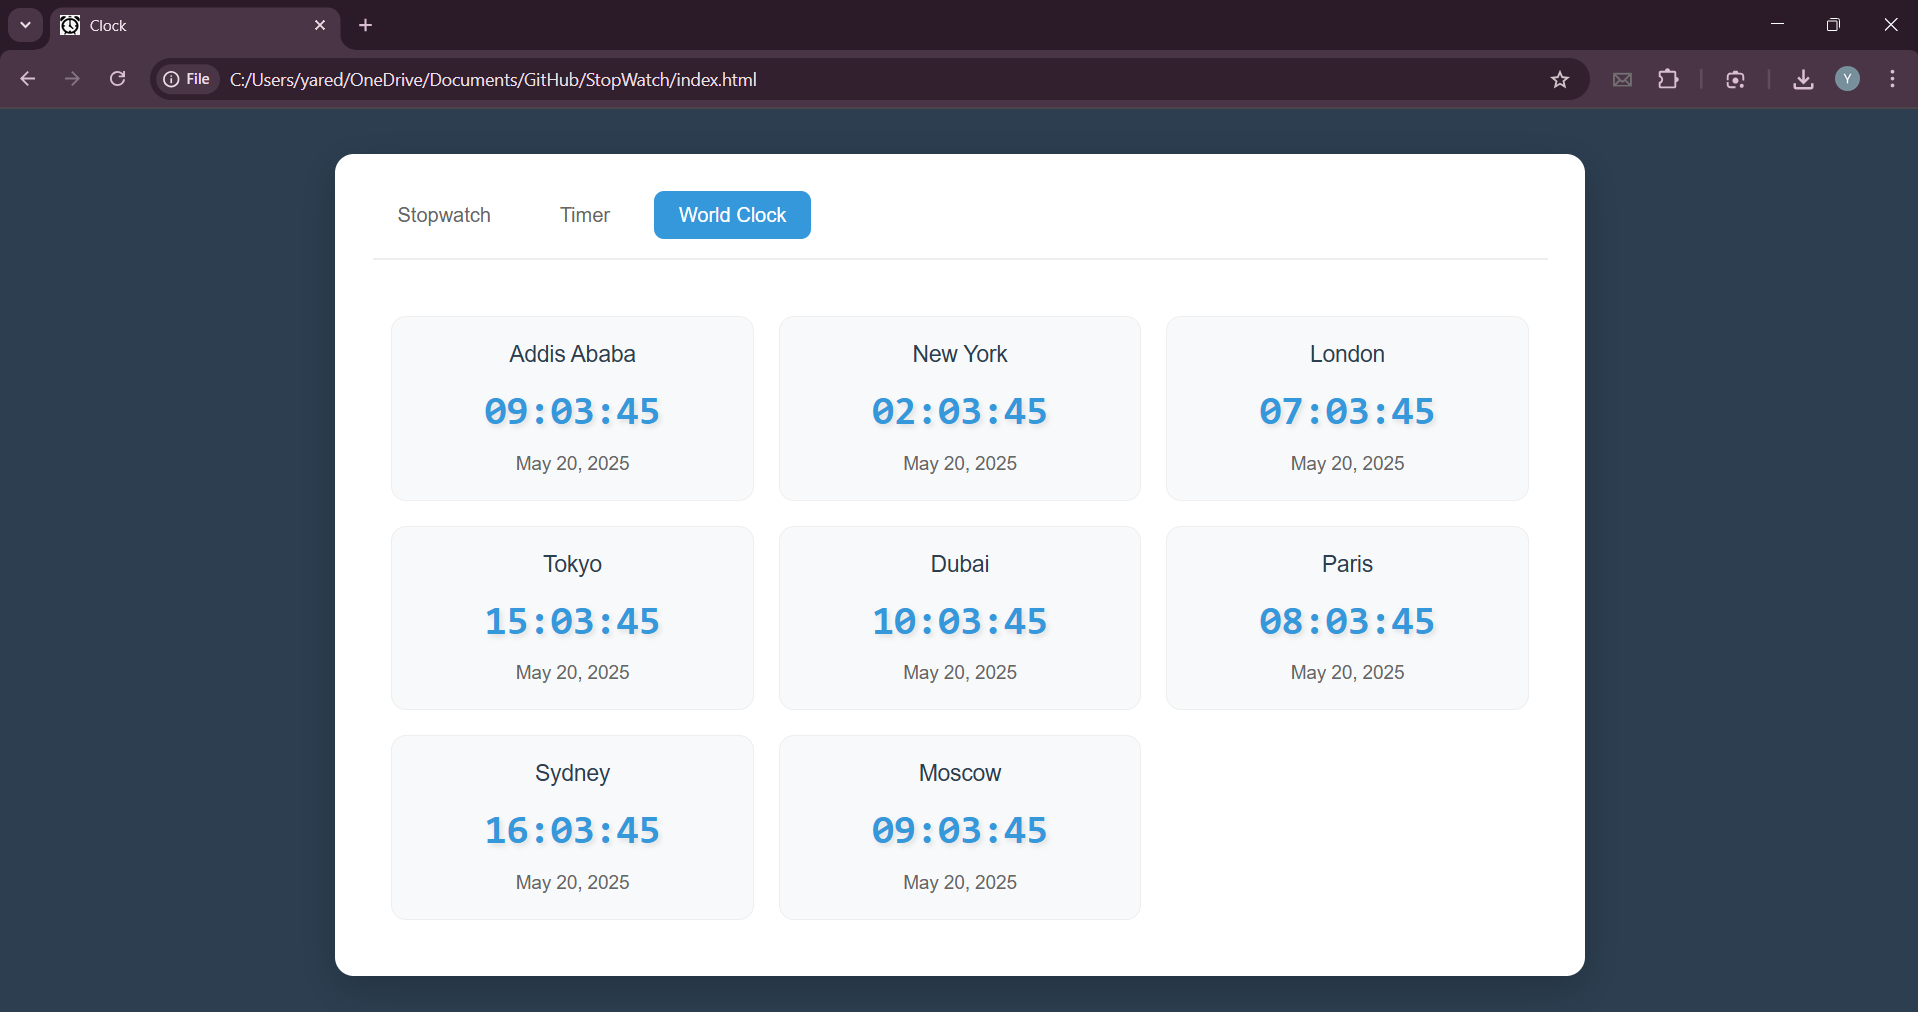 Clock
File
C:/Users/yared/OneDrive/Documents/GitHub/StopWatch/index.html
Y
Stopwatch
Timer
World Clock
Addis Ababa
09:03:45
May 20, 2025
New York
02:03:45
May 20, 2025
London
07:03:45
May 20, 2025
Tokyo
15:03:45
May 20, 2025
Dubai
10:03:45
May 20, 2025
Paris
08:03:45
May 20, 2025
Sydney
16:03:45
May 20, 2025
Moscow
09:03:45
May 20, 2025